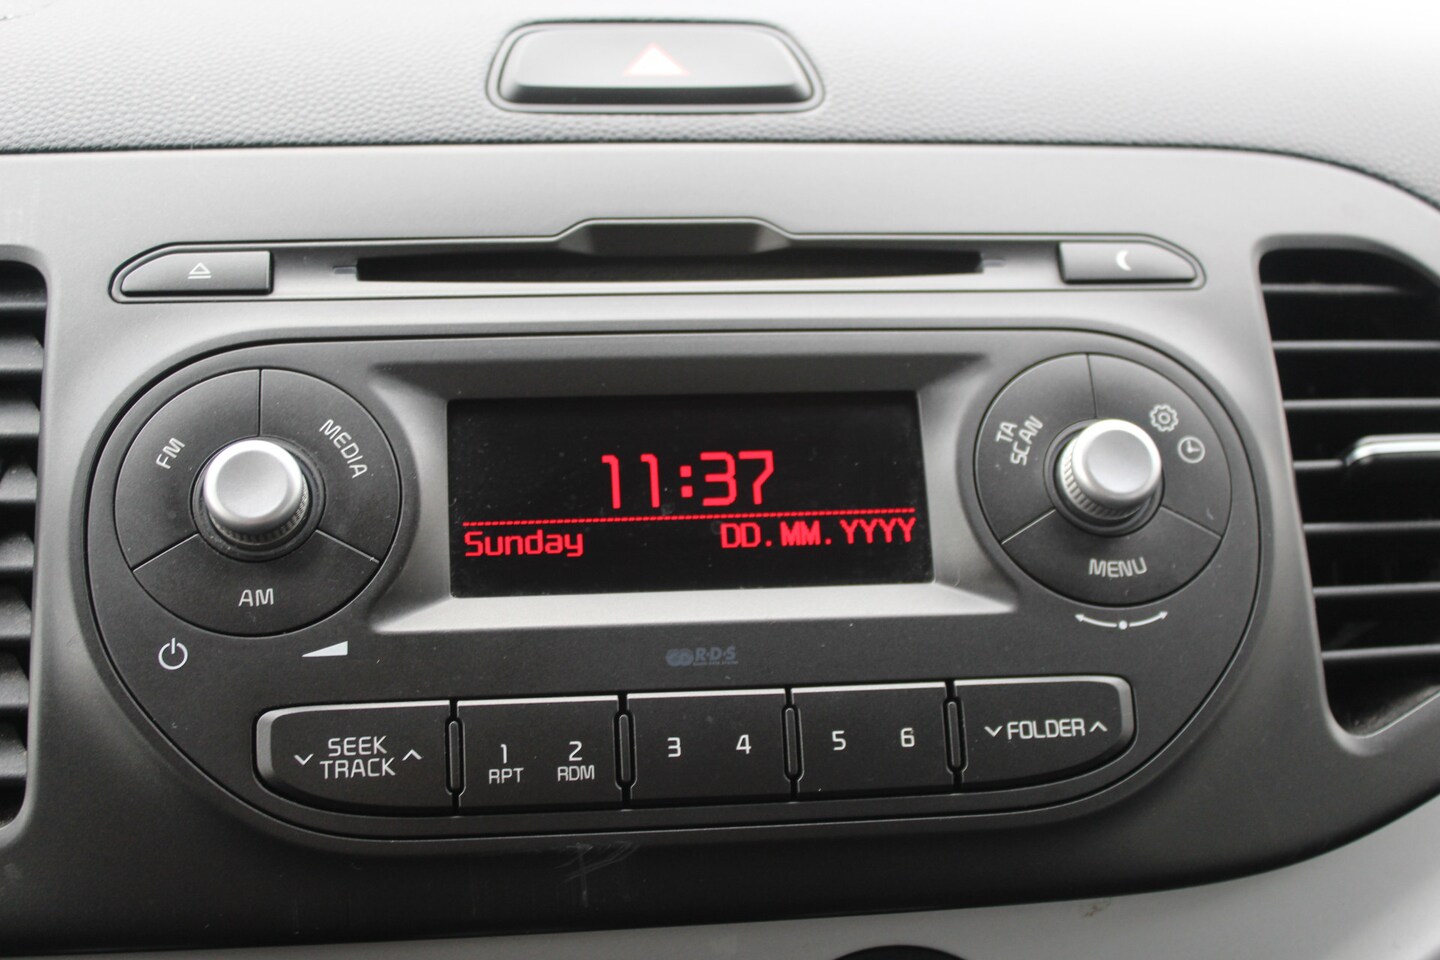 FM
MEDIA
AM
11:37
Sunday DD.MM.YYYY
TA
SCAN
MENU
R·D·S
SEEK
TRACK
1
RPT
2
RDM
3 4
5 6
FOLDER